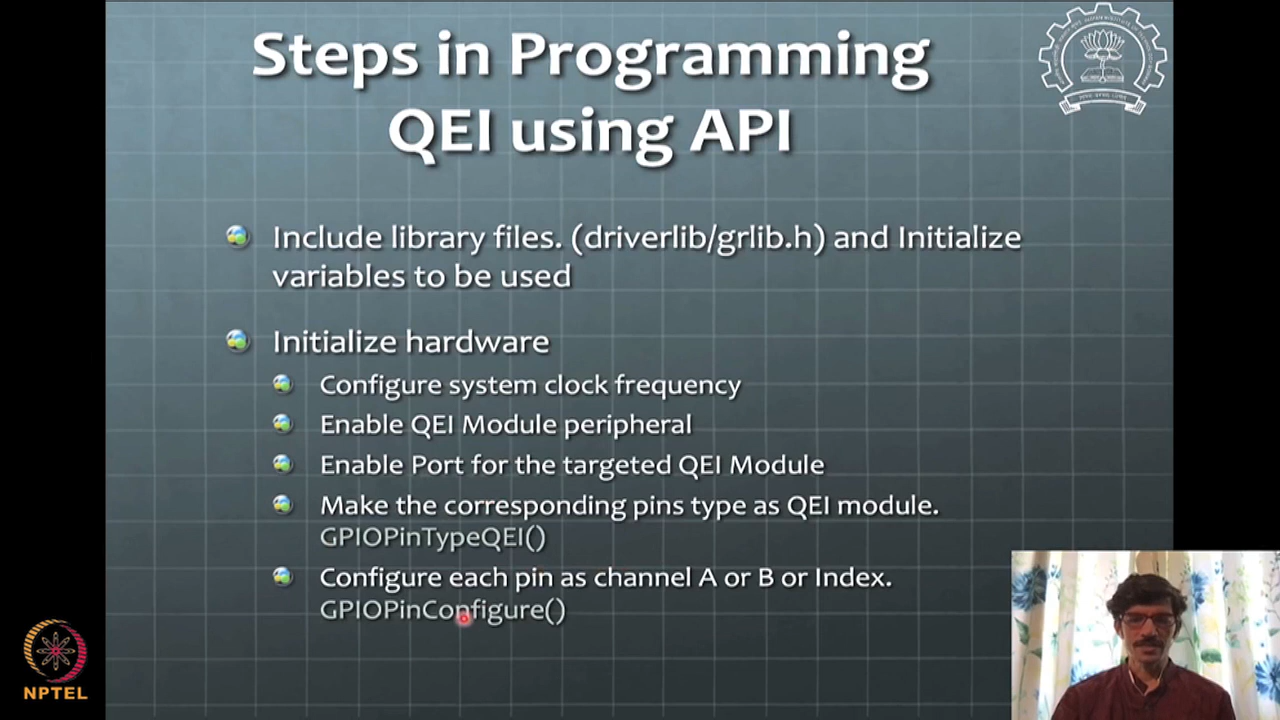 Steps in Programming
QEI using API
Include library files. (driverlib/grlib.h) and Initialize
variables to be used
Initialize hardware
Configure system clock frequency
Enable QEI Module peripheral
Enable Port for the targeted QEI Module
Make the corresponding pins type as QEI module.
GPIOPinTypeQEI()
Configure each pin as channel A or B or Index.
GPIOPinConfigure()
NPTEL